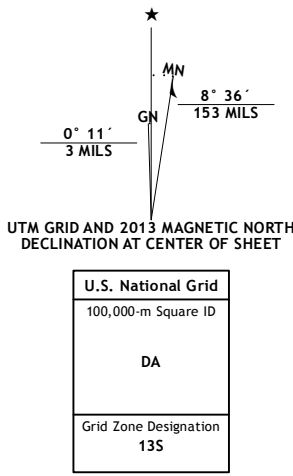 ★
MN
GN
8° 36´
153 MILS
0° 11´
3 MILS
UTM GRID AND 2013 MAGNETIC NORTH
DECLINATION AT CENTER OF SHEET
U.S. National Grid
100,000-m Square ID
DA
Grid Zone Designation
13S